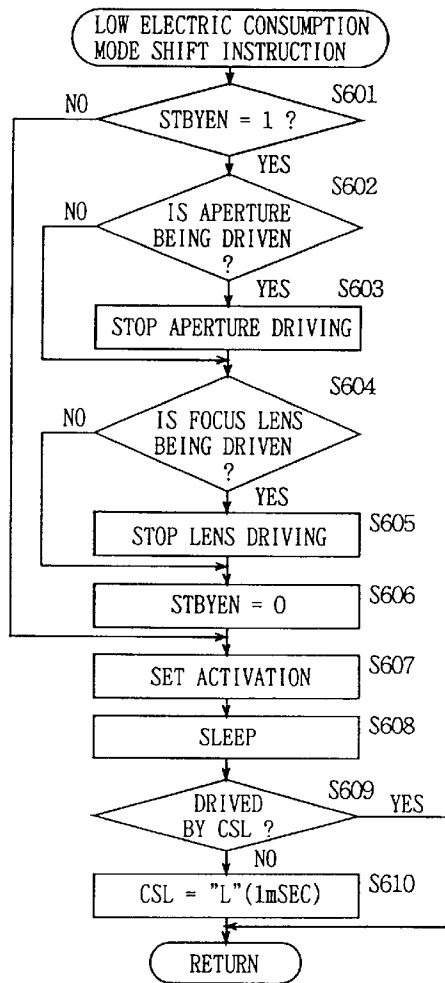 LOW ELECTRIC CONSUMPTION
MODE SHIFT INSTRUCTION
S601
NO
STBYEN = 1 ?
YES
S602
NO
IS APERTURE
BEING DRIVEN
?
YES
S603
STOP APERTURE DRIVING
S604
NO
IS FOCUS LENS
BEING DRIVEN
?
YES
S605
STOP LENS DRIVING
S606
STBYEN = 0
S607
SET ACTIVATION
S608
SLEEP
S609
DRIVED
BY CSL ?
YES
NO
S610
CSL = "L"(1mSEC)
RETURN